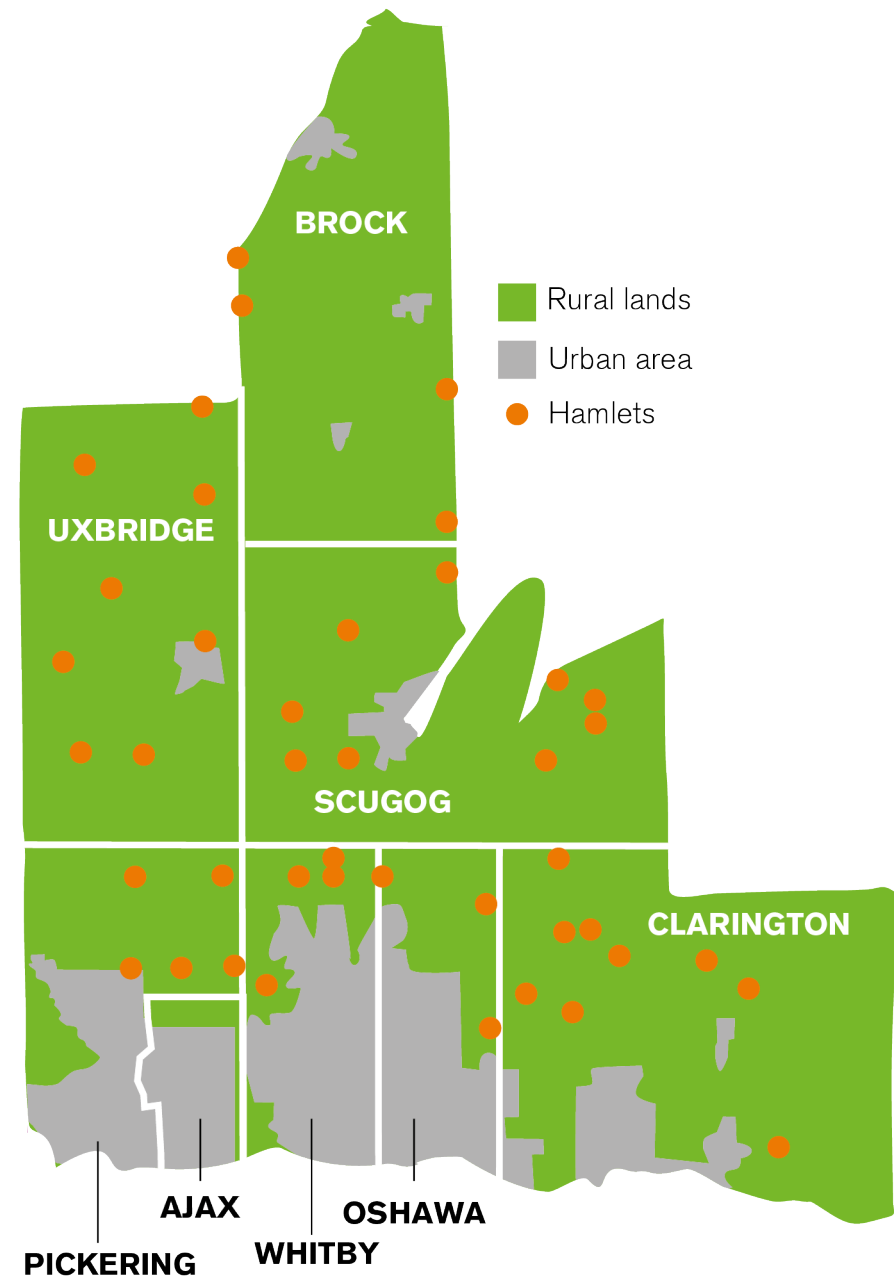 BROCK
Rural lands
Urban area
Hamlets
UXBRIDGE
SCUGOG
CLARINGTON
AJAX
OSHAWA
WHITBY
PICKERING